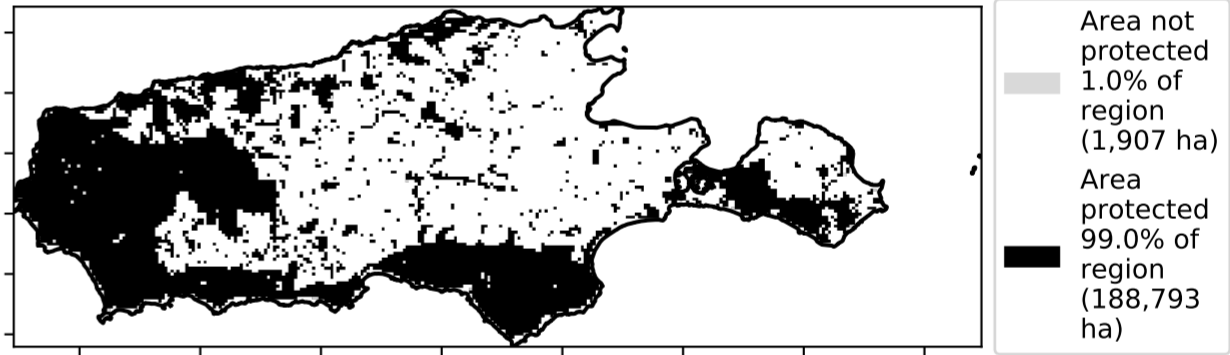 Area not
protected
1.0% of
region
(1,907 ha)
Area
protected
99.0% of
region
(188,793
ha)